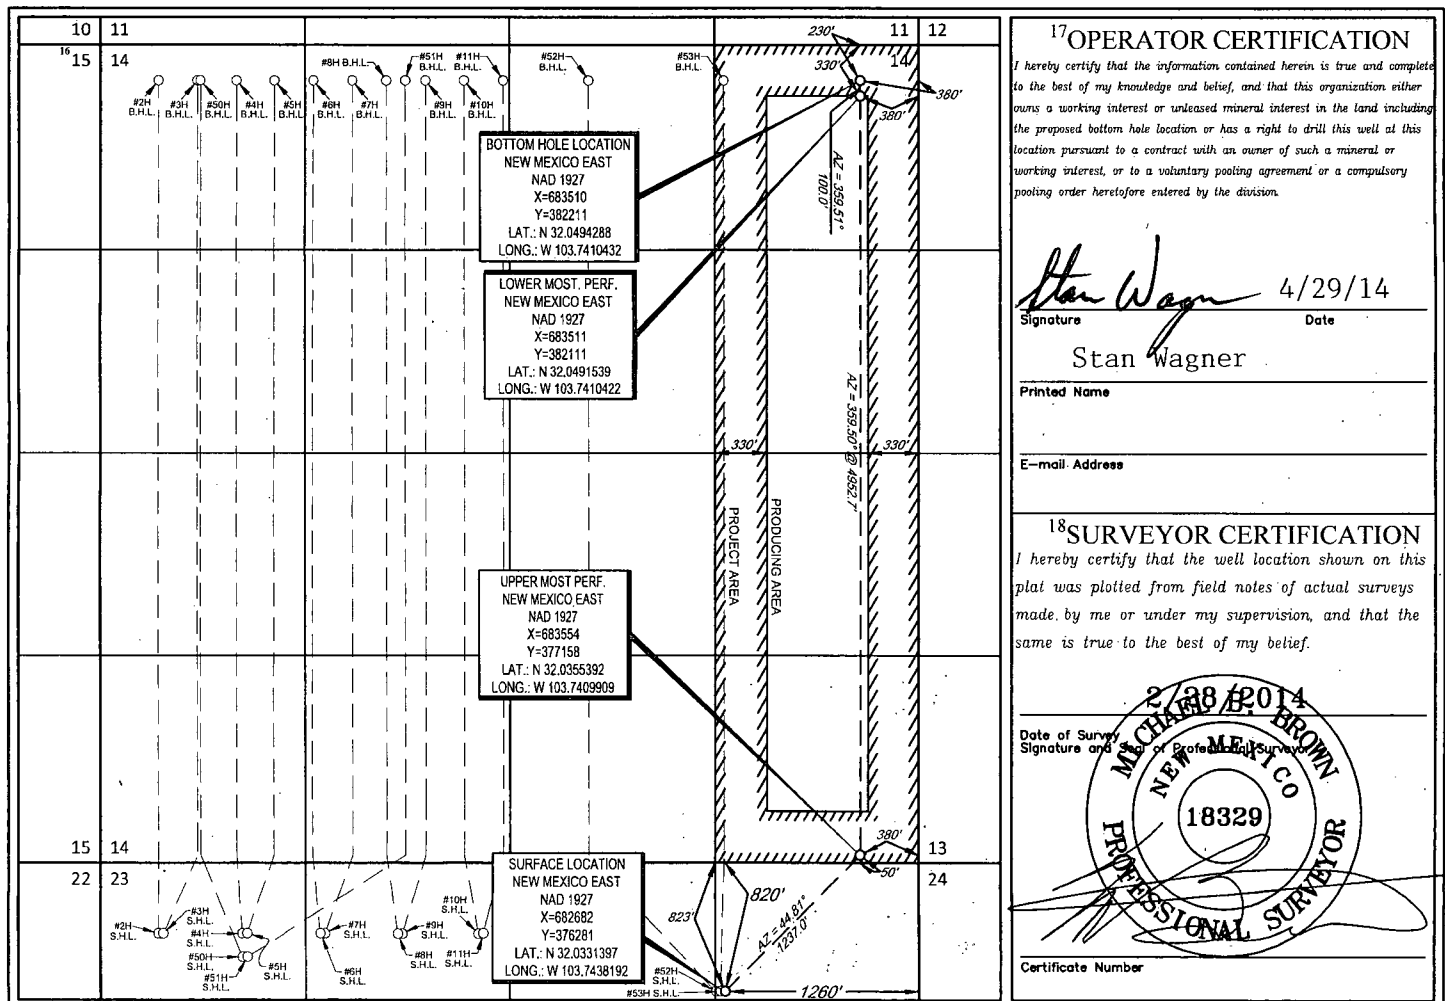 10 11
11 12
16
15 14
14
230'
330'
380'
380'
#8H B.H.L.
#51H
B.H.L.
#11H
B.H.L.
#52H
B.H.L.
#53H
B.H.L.
#2H
B.H.L.
#3H
B.H.L.
#50H
B.H.L.
#4H
B.H.L.
#5H
B.H.L.
#6H
B.H.L.
#7H
B.H.L.
#9H
B.H.L.
#10H
B.H.L.
BOTTOM HOLE LOCATION
NEW MEXICO EAST
NAD 1927
X=683510
Y=382211
LAT.: N 32.0494288
LONG.: W 103.7410432
AZ = 359.51°
100.0'
LOWER MOST. PERF.
NEW MEXICO EAST
NAD 1927
X=683511
Y=382111
LAT.: N 32.0491539
LONG.: W 103.7410422
AZ = 359.50° @ 4952.7'
330'
330'
PROJECT AREA
PRODUCING AREA
UPPER MOST PERF.
NEW MEXICO EAST
NAD 1927
X=683554
Y=377158
LAT.: N 32.0355392
LONG.: W 103.7409909
380'
50'
15 14
13
22 23
24
SURFACE LOCATION
NEW MEXICO EAST
NAD 1927
X=682682
Y=376281
LAT.: N 32.0331397
LONG.: W 103.7438192
823'
820'
AZ = 44.81°
1237.0'
1260'
#2H
S.H.L.
#3H
S.H.L.
#4H
S.H.L.
#50H
S.H.L.
#51H
S.H.L.
#5H
S.H.L.
#7H
S.H.L.
#6H
S.H.L.
#9H
S.H.L.
#8H
S.H.L.
#10H
S.H.L.
#11H
S.H.L.
#52H
S.H.L.
#53H S.H.L.
17 OPERATOR CERTIFICATION
I hereby certify that the information contained herein is true and complete
to the best of my knowledge and belief, and that this organization either
owns a working interest or unleased mineral interest in the land including
the proposed bottom hole location or has a right to drill this well at this
location pursuant to a contract with an owner of such a mineral or
working interest, or to a voluntary pooling agreement or a compulsory
pooling order heretofore entered by the division.
Stan Wagner 4/29/14
Signature Date
Stan Wagner
Printed Name
E-mail Address
18 SURVEYOR CERTIFICATION
I hereby certify that the well location shown on this
plat was plotted from field notes of actual surveys
made by me or under my supervision, and that the
same is true to the best of my belief.
Date of Survey
Signature and Seal of Professional Surveyor
MICHAEL B. BROWN
NEW MEXICO
18329
PROFESSIONAL SURVEYOR
Certificate Number